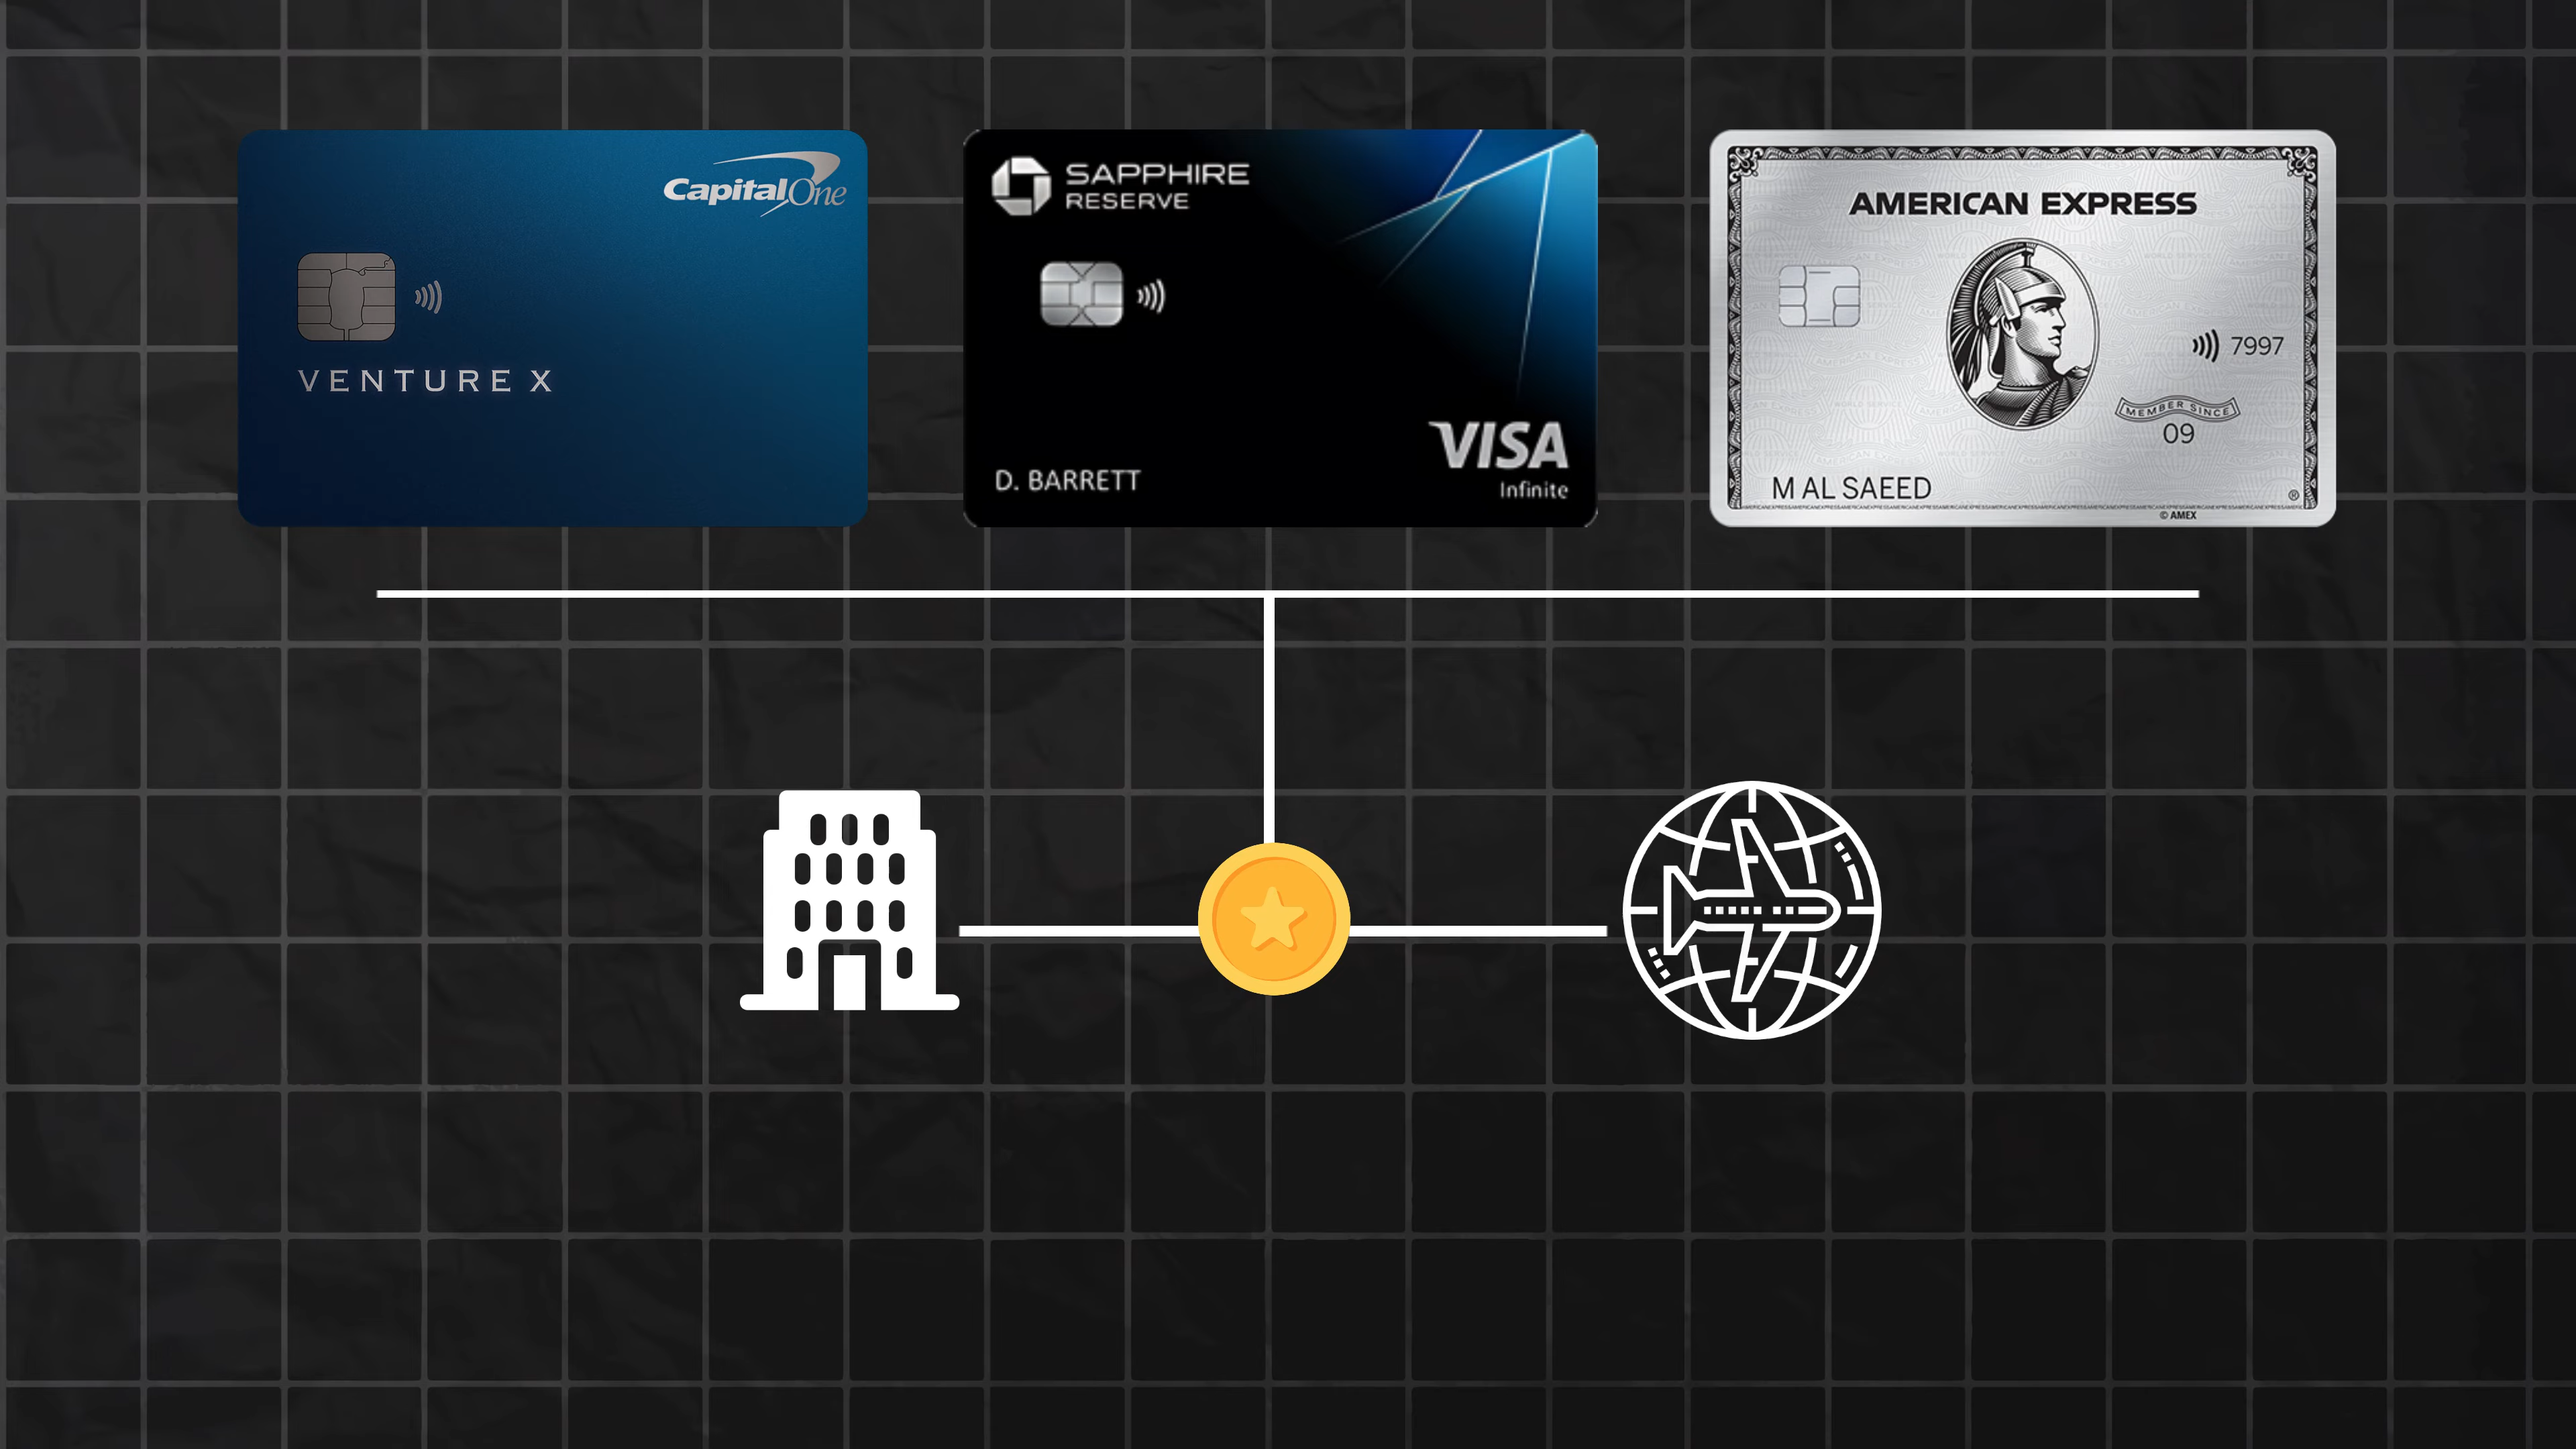 CapitalOne
VENTURE X
SAPPHIRE
RESERVE
VISA
Infinite
D. BARRETT
AMERICAN EXPRESS
7997
MEMBER SINCE
09
M AL SAEED
®
© AMEX